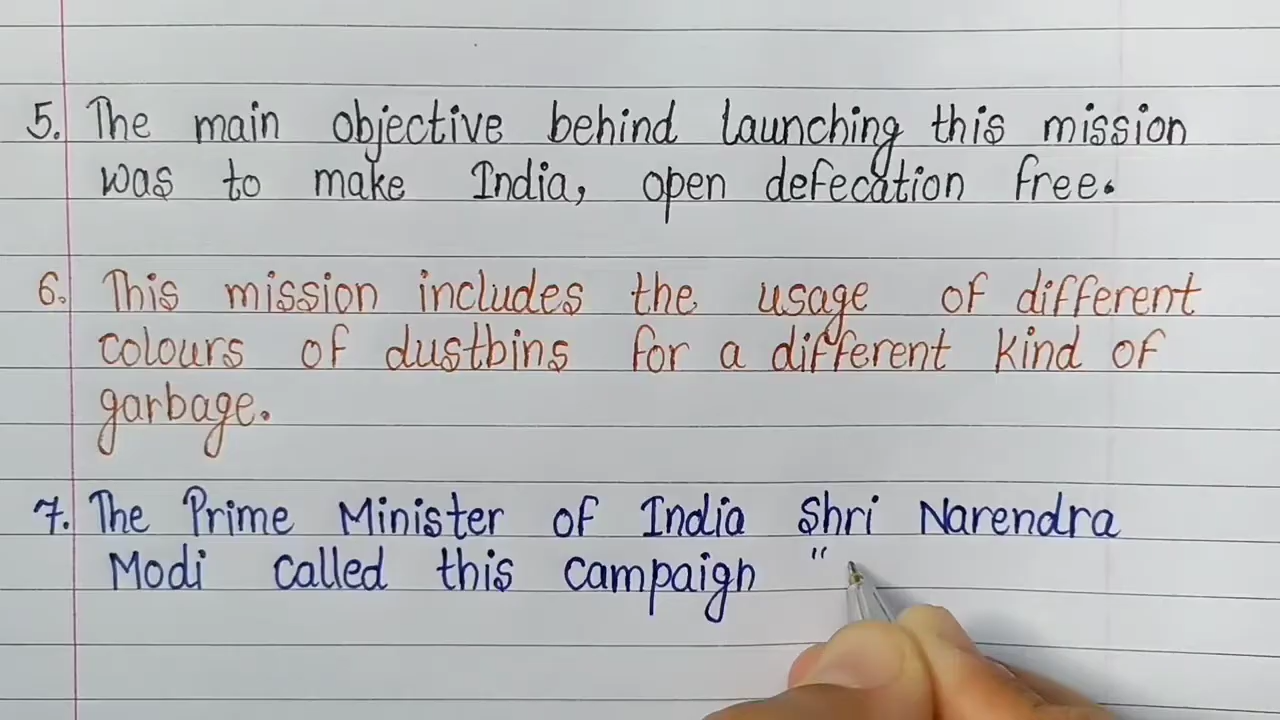 5. The main objective behind launching this mission
was to make India, open defecation free.
6. This mission includes the usage of different
colours of dustbins for a different kind of
garbage.
7. The Prime Minister of India Shri Narendra
Modi called this campaign "